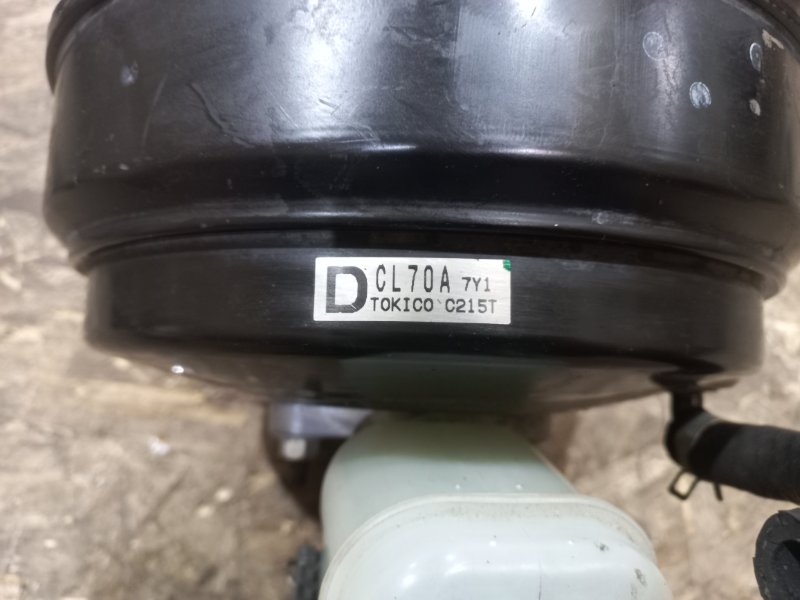 D CL70A 7Y1
TOKICO C215T